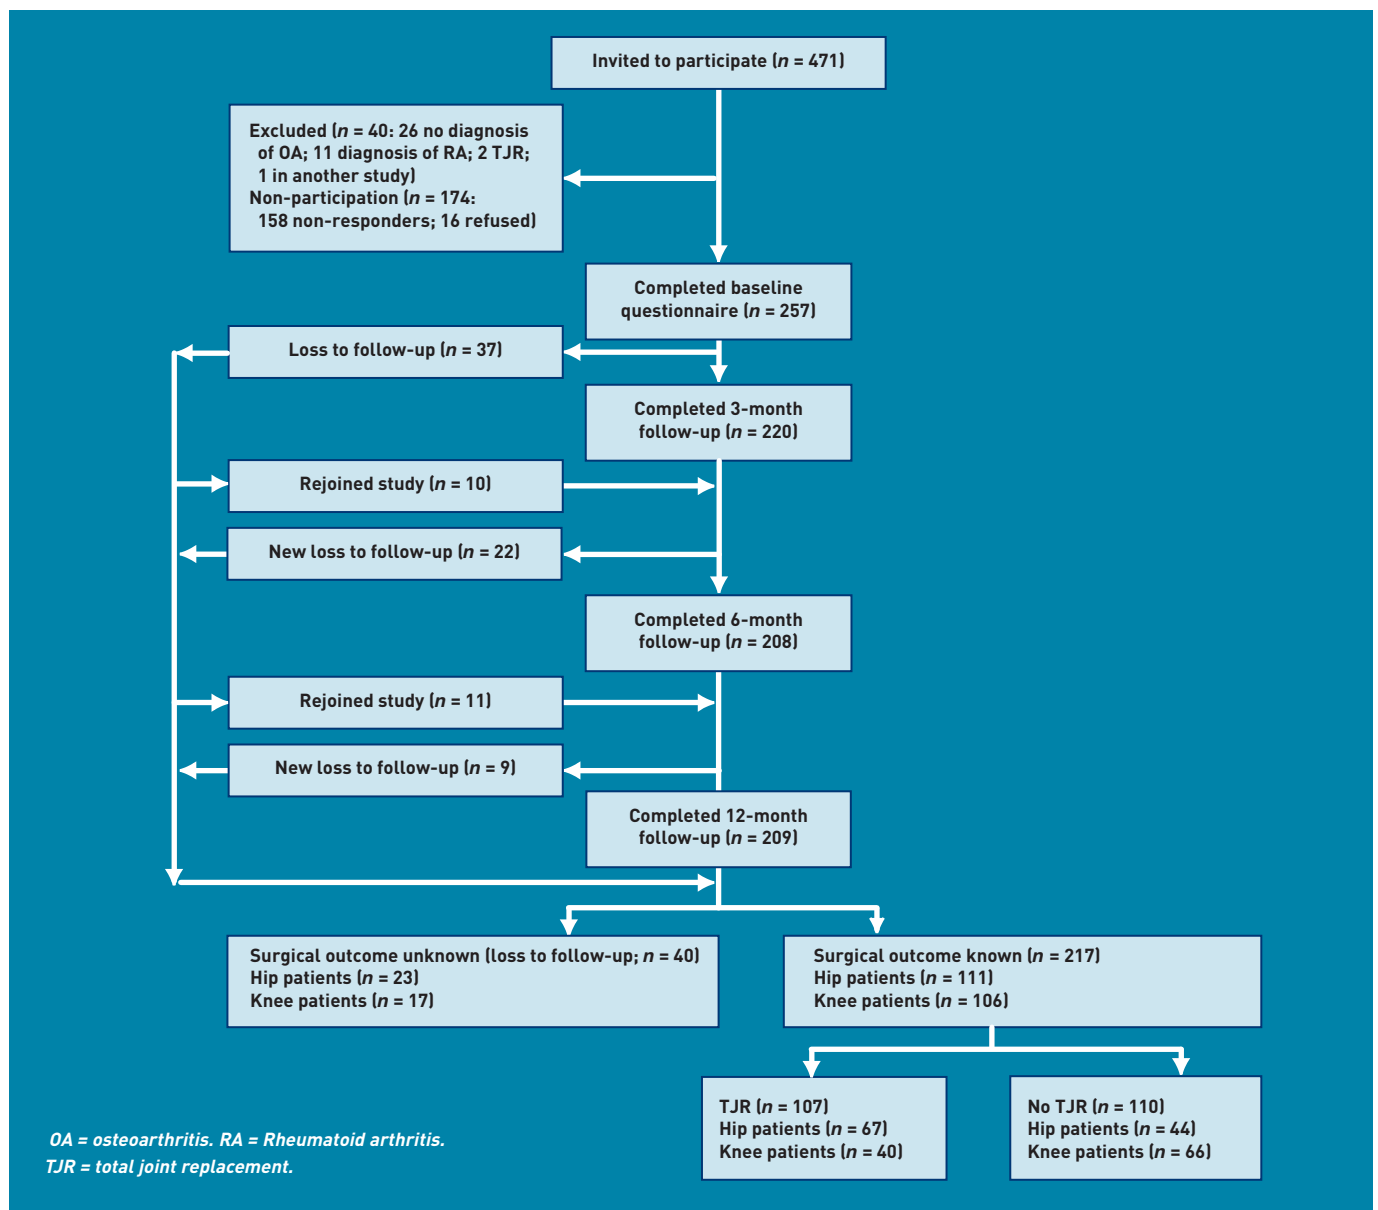 Invited to participate (n = 471)
Excluded (n = 40: 26 no diagnosis
of OA; 11 diagnosis of RA; 2 TJR;
1 in another study)
Non-participation (n = 174:
158 non-responders; 16 refused)
Completed baseline
questionnaire (n = 257)
Loss to follow-up (n = 37)
Completed 3-month
follow-up (n = 220)
Rejoined study (n = 10)
New loss to follow-up (n = 22)
Completed 6-month
follow-up (n = 208)
Rejoined study (n = 11)
New loss to follow-up (n = 9)
Completed 12-month
follow-up (n = 209)
Surgical outcome unknown (loss to follow-up; n = 40)
Hip patients (n = 23)
Knee patients (n = 17)
Surgical outcome known (n = 217)
Hip patients (n = 111)
Knee patients (n = 106)
TJR (n = 107)
Hip patients (n = 67)
Knee patients (n = 40)
No TJR (n = 110)
Hip patients (n = 44)
Knee patients (n = 66)
OA = osteoarthritis. RA = Rheumatoid arthritis.
TJR = total joint replacement.